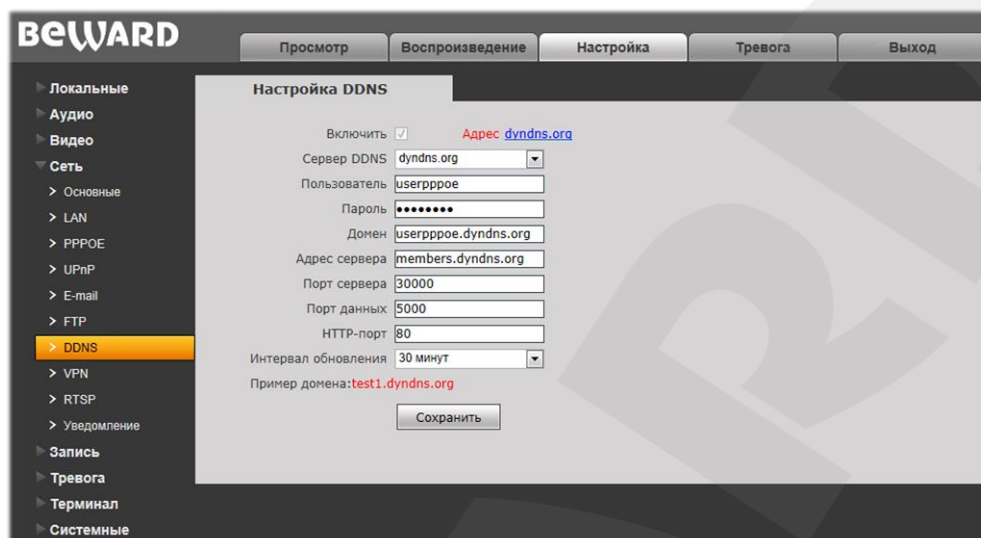 BEWARD
Просмотр Воспроизведение Настройка Тревога Выход
Локальные
Аудио
Видео
Сеть
> Основные
> LAN
> PPPOE
> UPnP
> E-mail
> FTP
> DDNS
> VPN
> RTSP
> Уведомление
Запись
Тревога
Терминал
Системные
Настройка DDNS
Включить Адрес dyndns.org
Сервер DDNS dyndns.org
Пользователь userpppoe
Пароль ••••••••
Домен userpppoe.dyndns.org
Адрес сервера members.dyndns.org
Порт сервера 30000
Порт данных 5000
HTTP-порт 80
Интервал обновления 30 минут
Пример домена:test1.dyndns.org
Сохранить